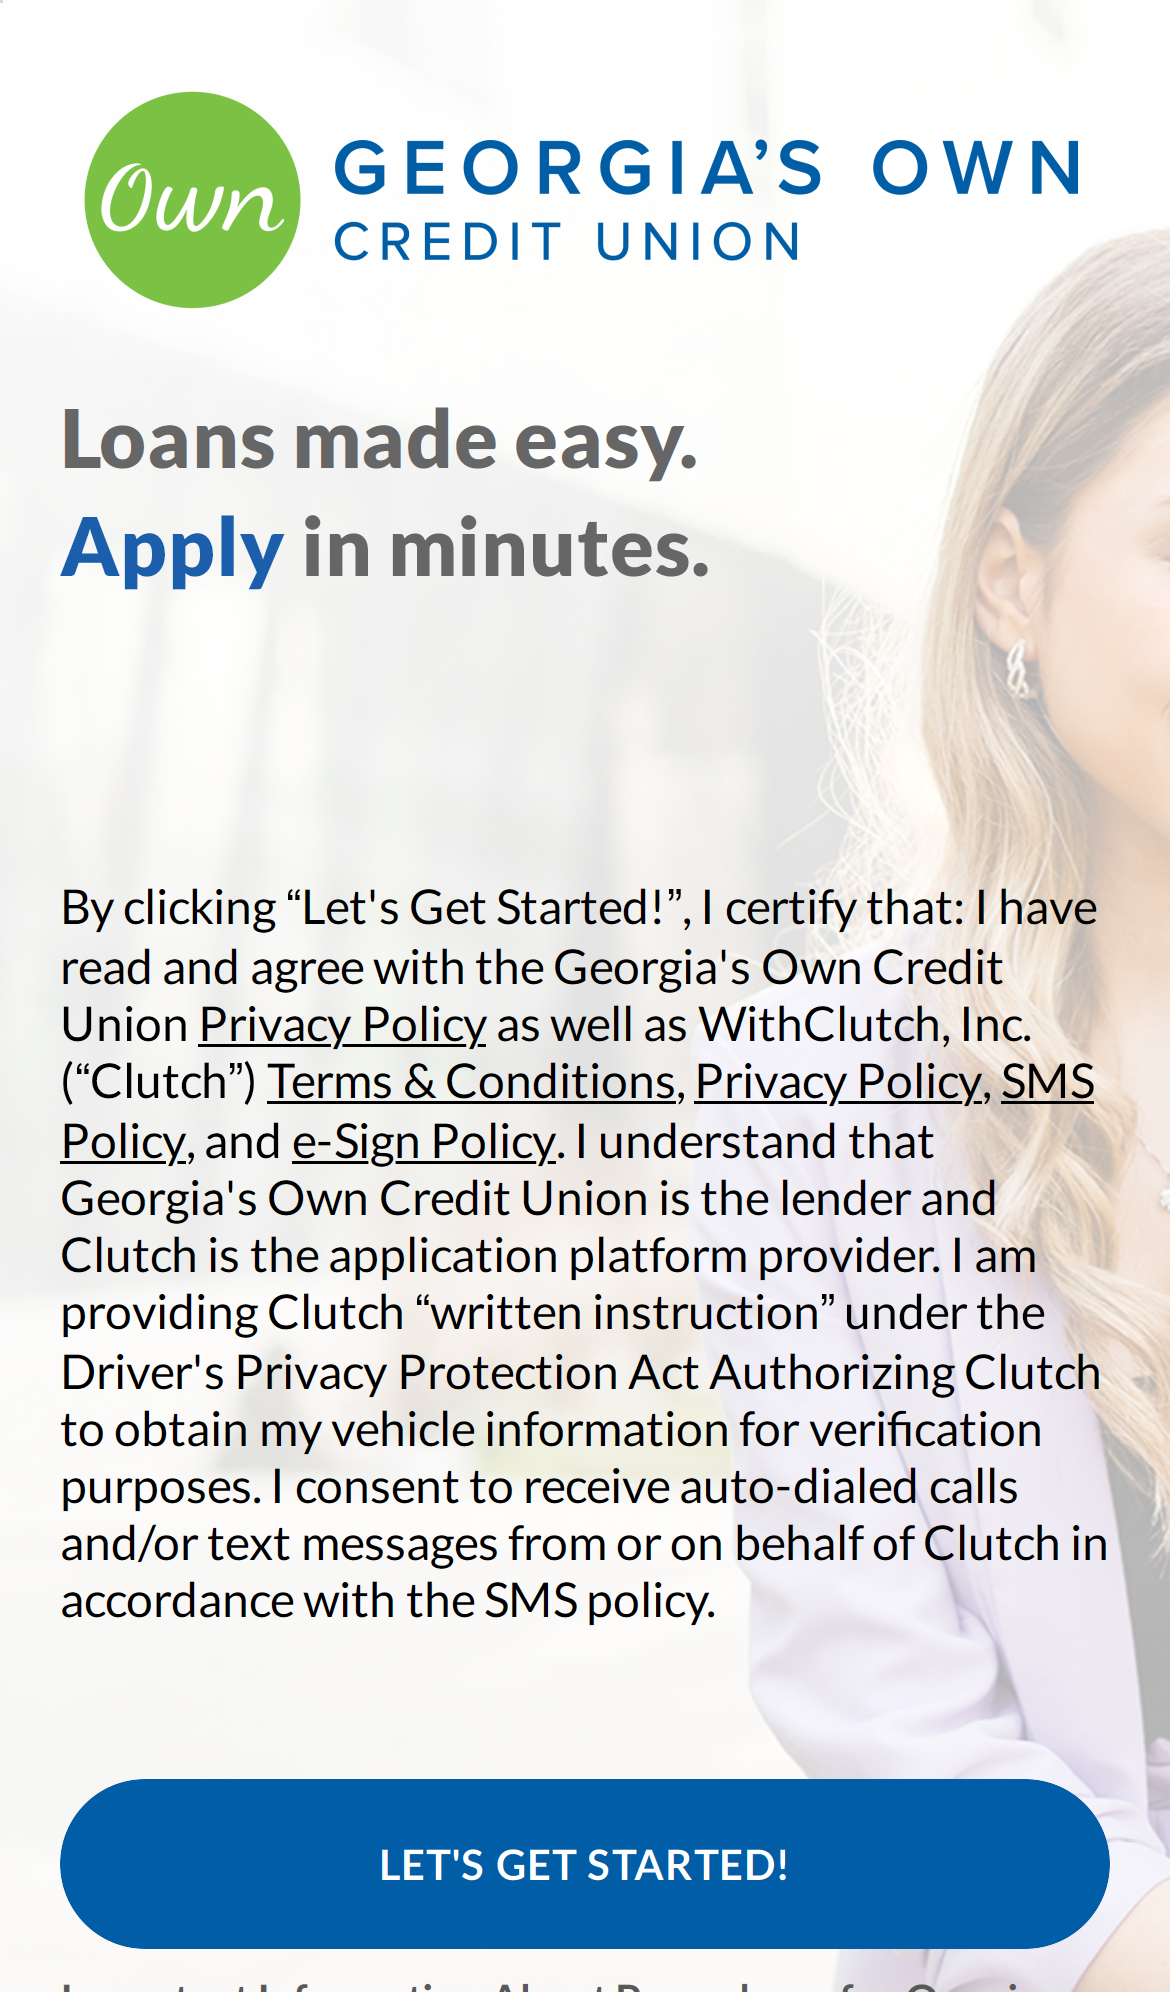 Own
GEORGIA’S OWN
CREDIT UNION
Loans made easy.
Apply in minutes.
By clicking “Let's Get Started!”, I certify that: I have
read and agree with the Georgia's Own Credit
Union Privacy Policy as well as WithClutch, Inc.
(“Clutch”) Terms & Conditions, Privacy Policy, SMS
Policy, and e-Sign Policy. I understand that
Georgia's Own Credit Union is the lender and
Clutch is the application platform provider. I am
providing Clutch “written instruction” under the
Driver's Privacy Protection Act Authorizing Clutch
to obtain my vehicle information for verification
purposes. I consent to receive auto-dialed calls
and/or text messages from or on behalf of Clutch in
accordance with the SMS policy.
LET'S GET STARTED!